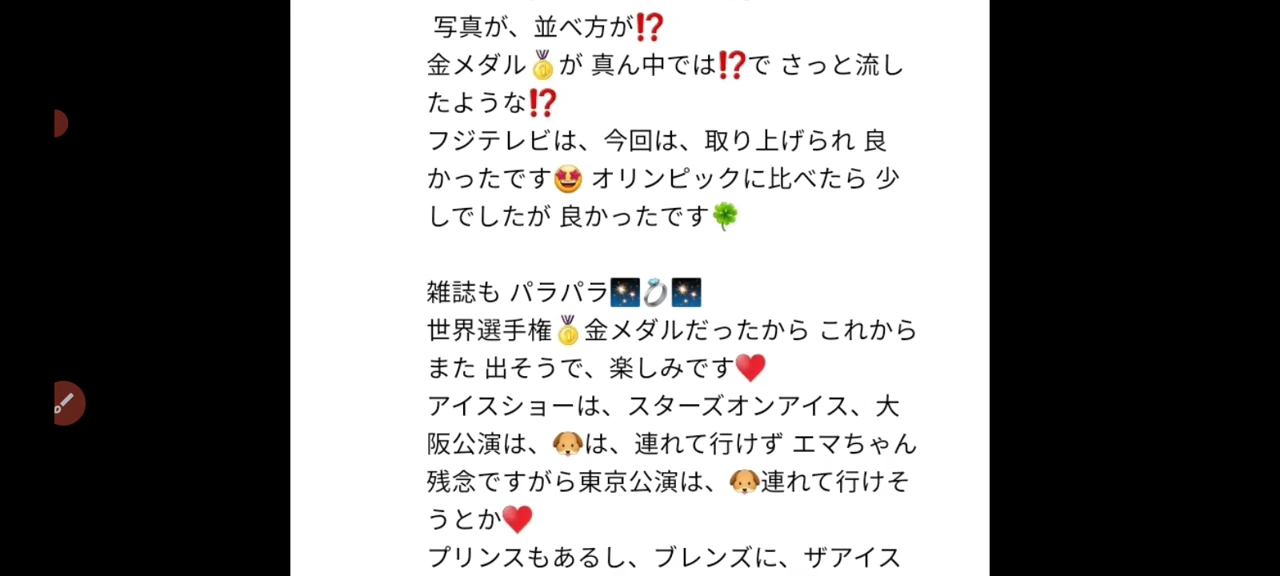 写真が、並べ方が⁉️
金メダル🥇が 真ん中では⁉️で さっと流し
たような⁉️
フジテレビは、今回は、取り上げられ 良
かったです🤩 オリンピックに比べたら 少
しでしたが 良かったです🍀
雑誌も パラパラ🎇💍🎇
世界選手権🥇金メダルだったから これから
また 出そうで、楽しみです♥️
アイスショーは、スターズオンアイス、大
阪公演は、🐶は、連れて行けず エマちゃん
残念ですがら東京公演は、🐶連れて行けそ
うとか♥️
プリンスもあるし、ブレンズに、ザアイス